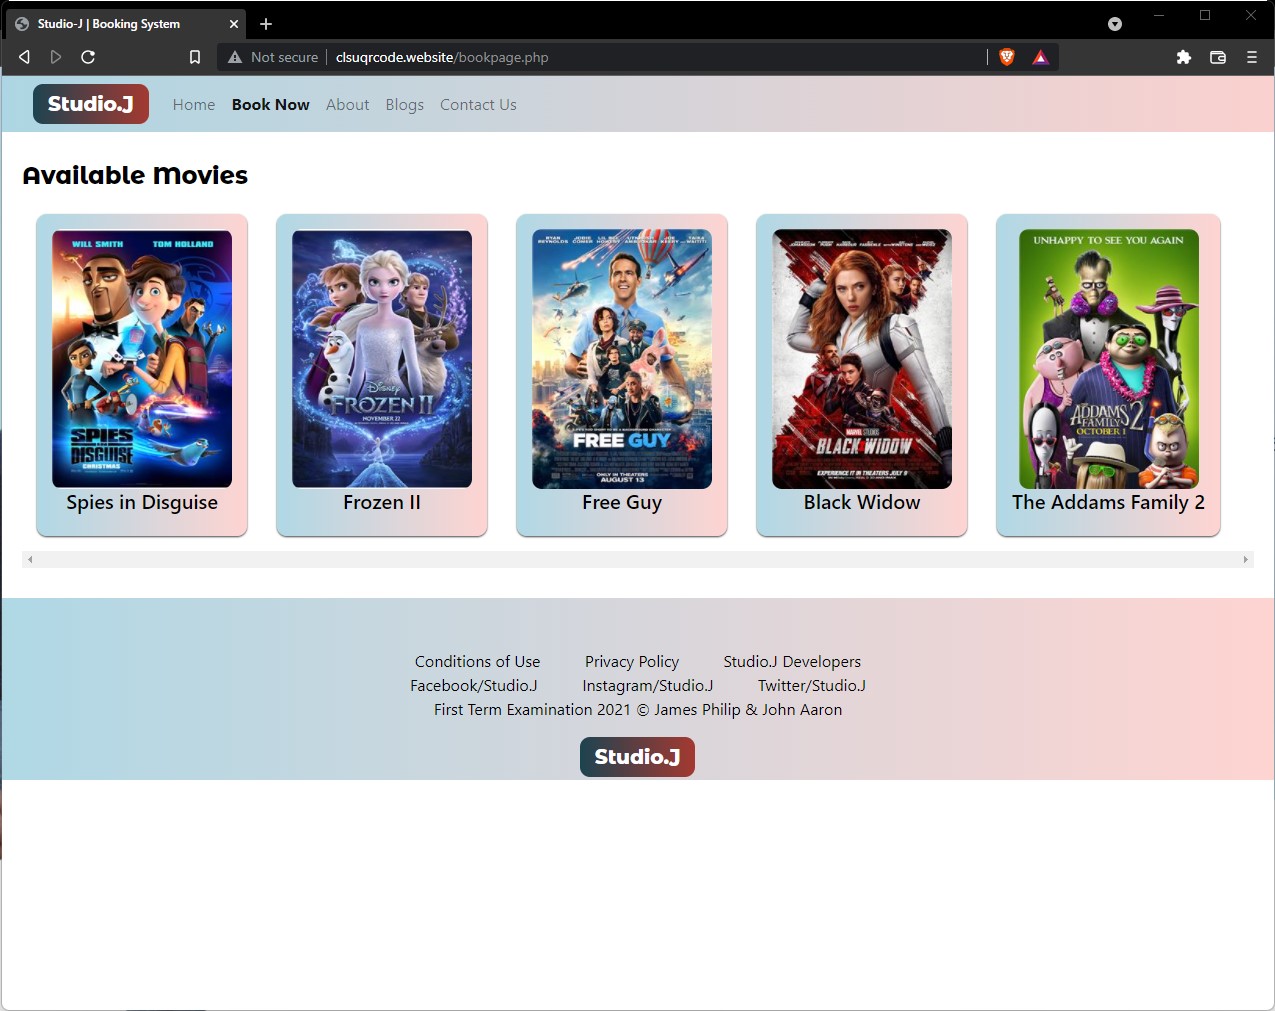 Studio-J | Booking System
Not secure
clsuqrcode.website/bookpage.php
Studio.J
Home
Book Now
About
Blogs
Contact Us
Available Movies
WILL SMITH TOM HOLLAND
SPIES IN DISGUISE
CHRISTMAS
Spies in Disguise
DISNEY
FROZEN II
NOVEMBER 22
Frozen II
FREE GUY
ONLY IN THEATERS
AUGUST 13
Free Guy
MARVEL STUDIOS
BLACK WIDOW
EXPERIENCE IT IN THEATERS JULY 9
Black Widow
UNHAPPY TO SEE YOU AGAIN
THE ADDAMS FAMILY 2
OCTOBER 1
The Addams Family 2
Conditions of Use Privacy Policy Studio.J Developers
Facebook/Studio.J Instagram/Studio.J Twitter/Studio.J
First Term Examination 2021 © James Philip & John Aaron
Studio.J